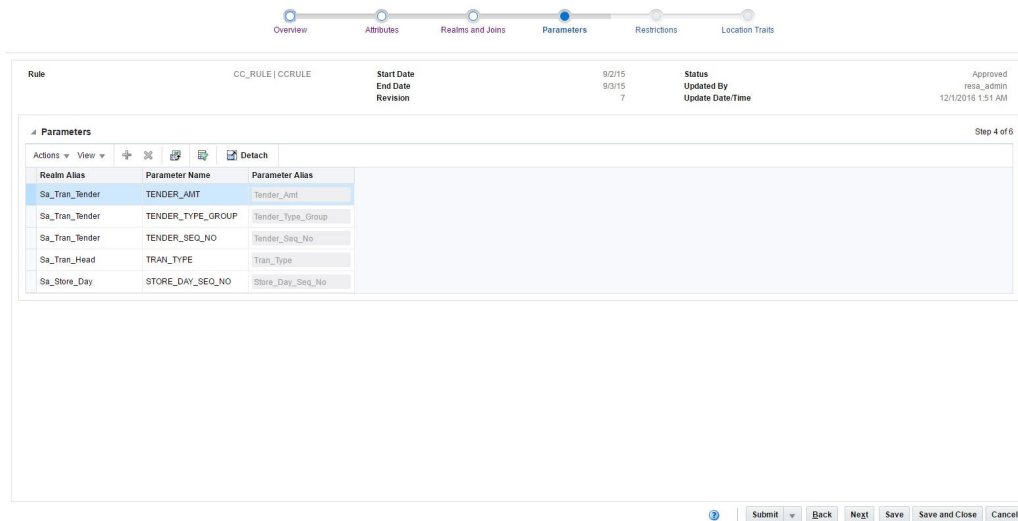 Overview Attributes Realms and Joins Parameters Restrictions Location Traits
Rule CC_RULE | CCRULE Start Date 9/2/15 Status Approved
End Date 9/3/15 Updated By resa_admin
Revision 7 Update Date/Time 12/1/2016 1:51 AM
Parameters Step 4 of 6
Actions View Detach
Realm Alias Parameter Name Parameter Alias
Sa_Tran_Tender TENDER_AMT Tender_Amt
Sa_Tran_Tender TENDER_TYPE_GROUP Tender_Type_Group
Sa_Tran_Tender TENDER_SEQ_NO Tender_Seq_No
Sa_Tran_Head TRAN_TYPE Tran_Type
Sa_Store_Day STORE_DAY_SEQ_NO Store_Day_Seq_No
? Submit Back Next Save Save and Close Cancel